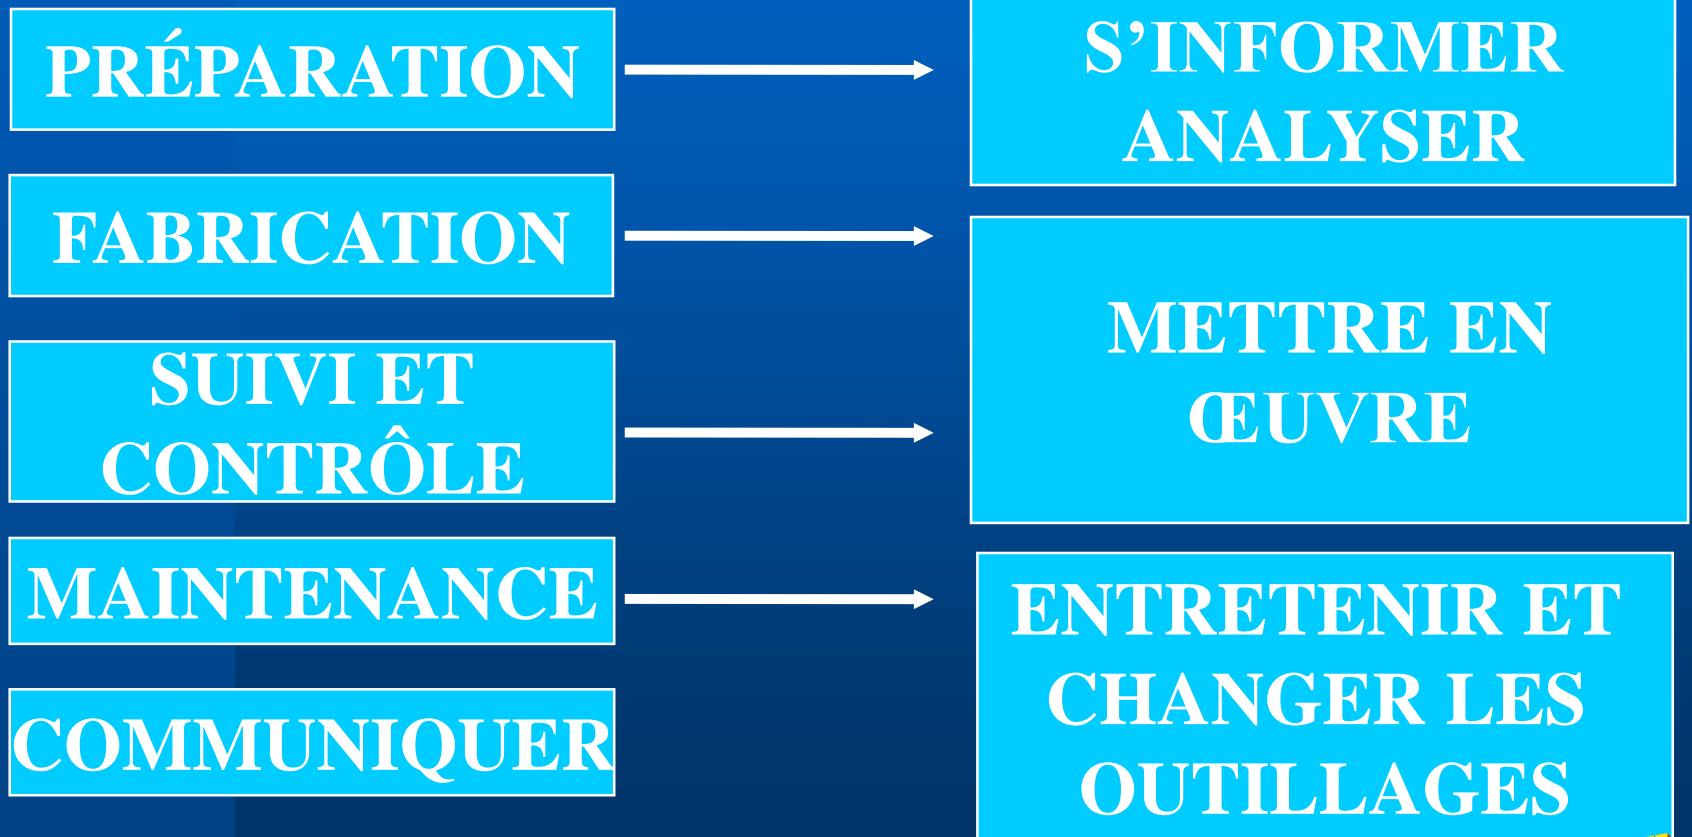 PRÉPARATION
S’INFORMER
ANALYSER
FABRICATION
METTRE EN
ŒUVRE
SUIVI ET
CONTRÔLE
MAINTENANCE
ENTRETENIR ET
CHANGER LES
OUTILLAGES
COMMUNIQUER